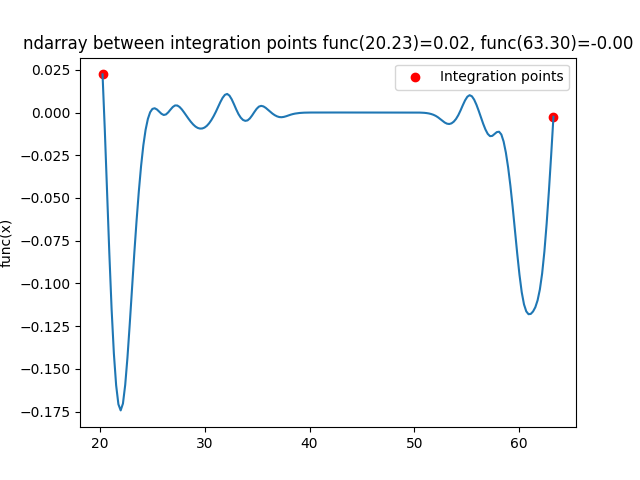 ndarray between integration points func(20.23)=0.02, func(63.30)=-0.00
Integration points
func(x)
0.025
0.000
−0.025
−0.050
−0.075
−0.100
−0.125
−0.150
−0.175
20 30 40 50 60